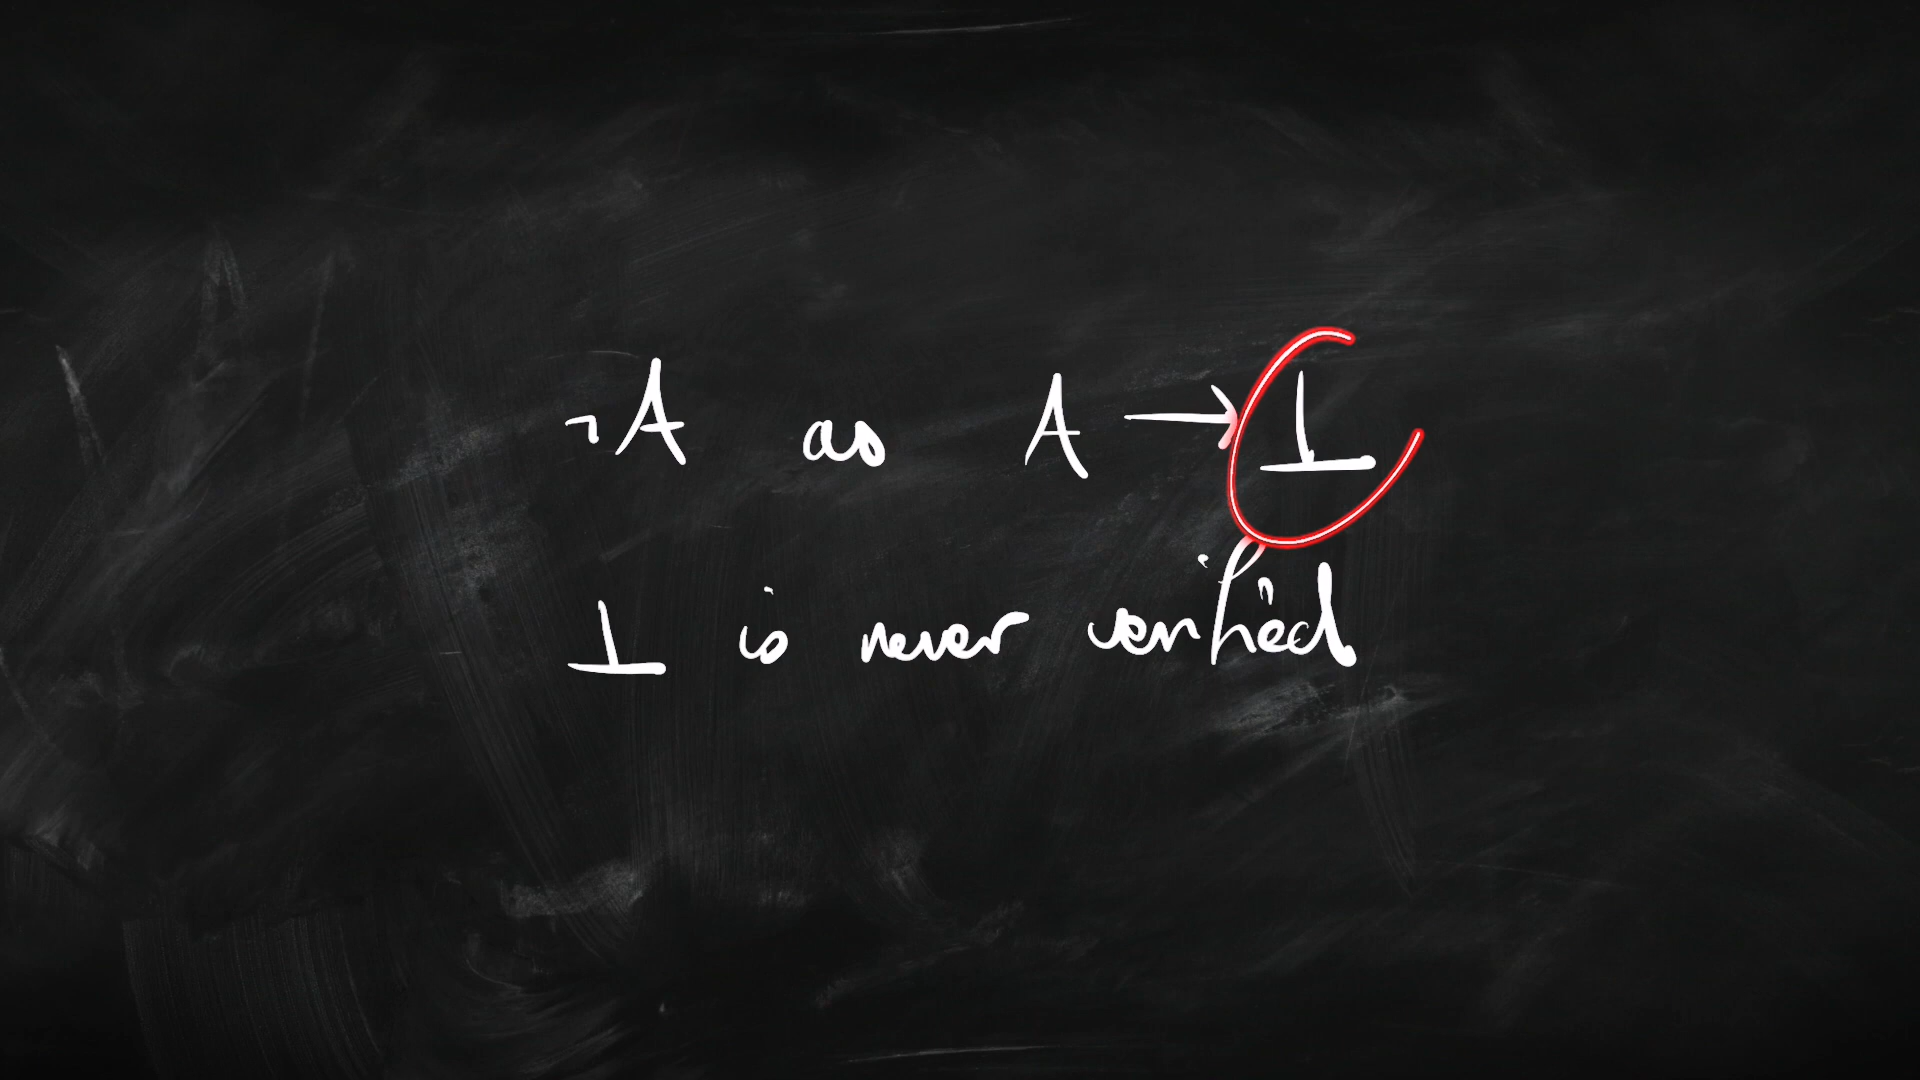 ¬A as A → ⊥
⊥ is never verified